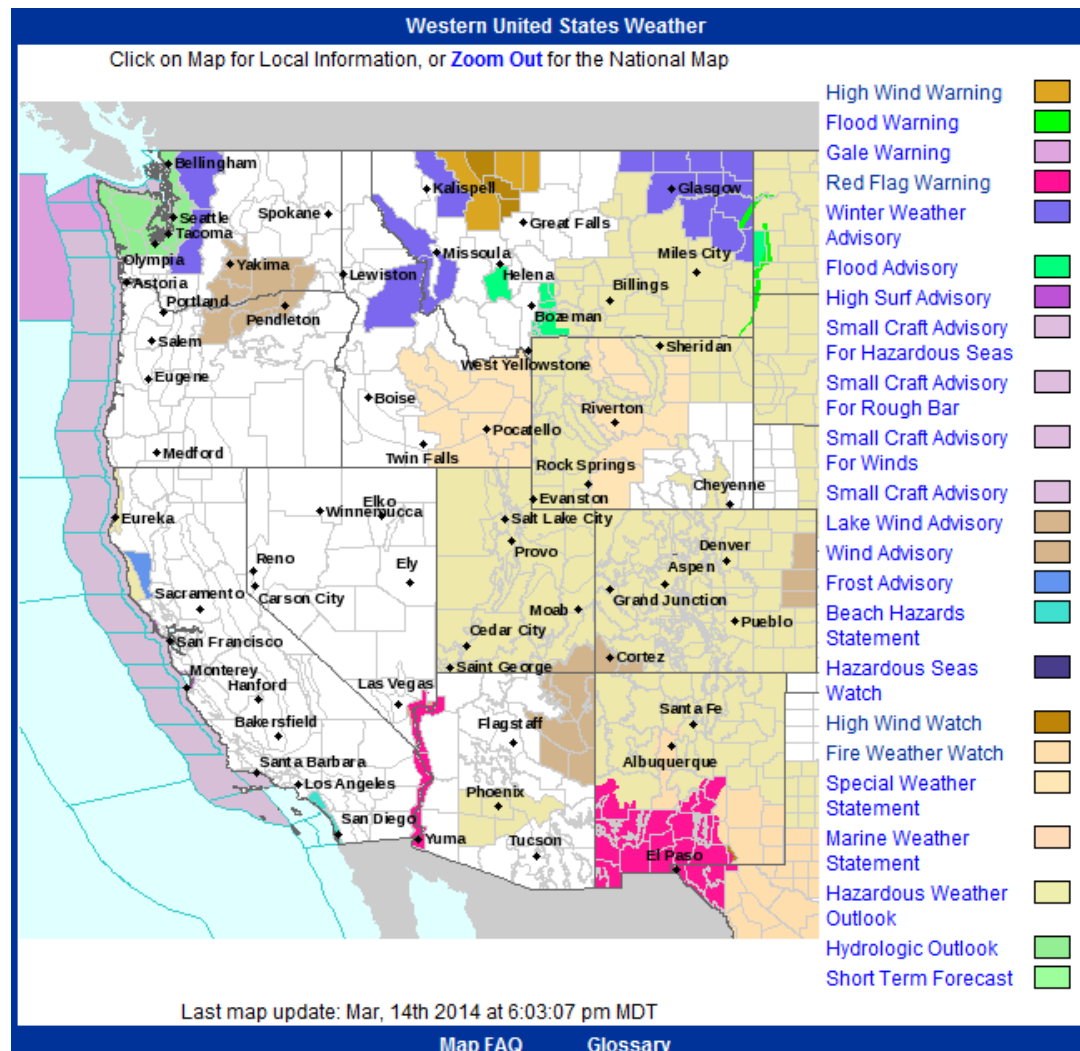 Western United States Weather
Click on Map for Local Information, or Zoom Out for the National Map
High Wind Warning
Flood Warning
Gale Warning
Red Flag Warning
Winter Weather
Advisory
Flood Advisory
High Surf Advisory
Small Craft Advisory
For Hazardous Seas
Small Craft Advisory
For Rough Bar
Small Craft Advisory
For Winds
Small Craft Advisory
Lake Wind Advisory
Wind Advisory
Frost Advisory
Beach Hazards
Statement
Hazardous Seas
Watch
High Wind Watch
Fire Weather Watch
Special Weather
Statement
Marine Weather
Statement
Hazardous Weather
Outlook
Hydrologic Outlook
Short Term Forecast
Bellingham
Kalispell
Glasgow
Seattle
Spokane
Great Falls
Tacoma
Olympia
Missoula
Miles City
Yakima
Lewiston
Helena
Astoria
Billings
Portland
Pendleton
Bozeman
Salem
Sheridan
West Yellowstone
Eugene
Boise
Riverton
Pocatello
Medford
Twin Falls
Rock Springs
Cheyenne
Evanston
Elko
Winnemucca
Eureka
Salt Lake City
Provo
Denver
Reno
Ely
Aspen
Sacramento
Carson City
Grand Junction
Moab
Pueblo
Cedar City
San Francisco
Cortez
Saint George
Monterey
Las Vegas
Hanford
Santa Fe
Flagstaff
Bakersfield
Albuquerque
Santa Barbara
Los Angeles
Phoenix
San Diego
Yuma
Tucson
El Paso
Last map update: Mar, 14th 2014 at 6:03:07 pm MDT
Map FAQ Glossary